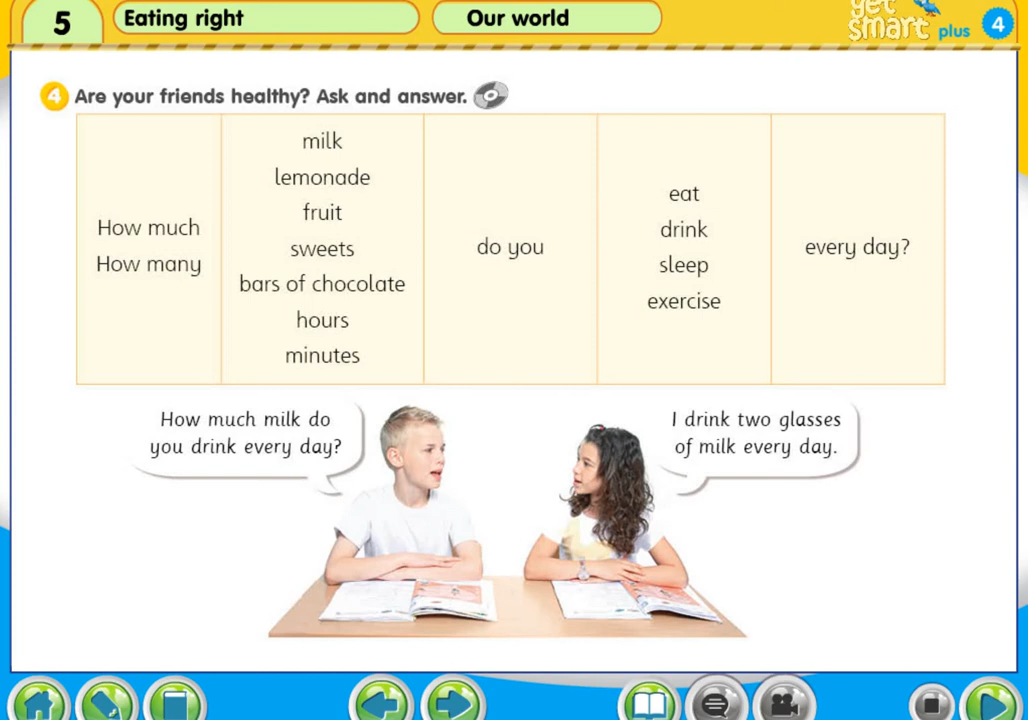 5
Eating right
Our world
get
smart plus 4
4 Are your friends healthy? Ask and answer.
How much
How many
milk
lemonade
fruit
sweets
bars of chocolate
hours
minutes
do you
eat
drink
sleep
exercise
every day?
How much milk do
you drink every day?
I drink two glasses
of milk every day.